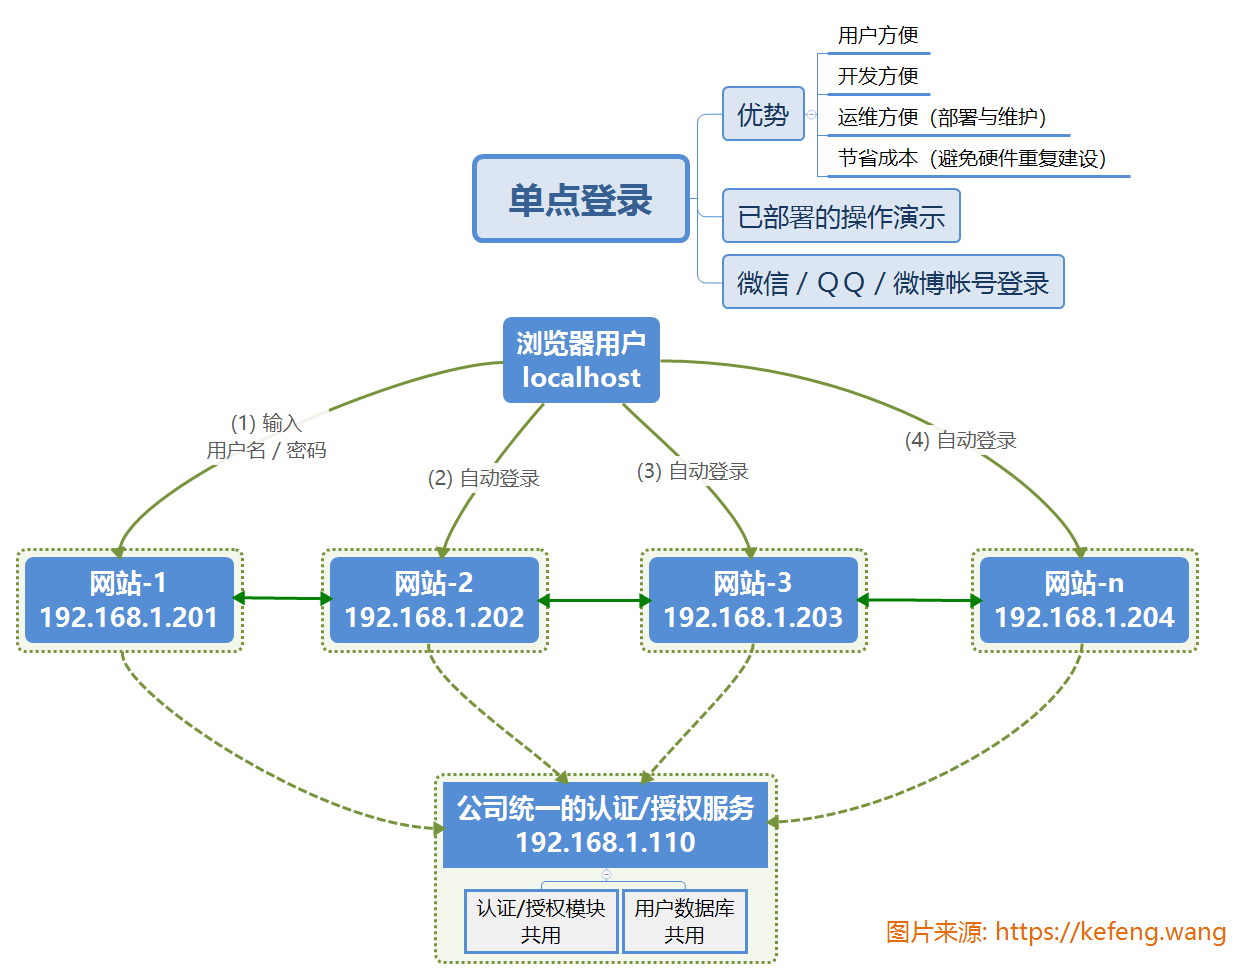 用户方便
开发方便
运维方便（部署与维护）
节省成本（避免硬件重复建设）
优势
单点登录
已部署的操作演示
微信 / QQ / 微博帐号登录
浏览器用户
localhost
(1) 输入
用户名 / 密码
(2) 自动登录
(3) 自动登录
(4) 自动登录
网站-1
192.168.1.201
网站-2
192.168.1.202
网站-3
192.168.1.203
网站-n
192.168.1.204
公司统一的认证/授权服务
192.168.1.110
认证/授权模块
共用
用户数据库
共用
图片来源: https://kefeng.wang